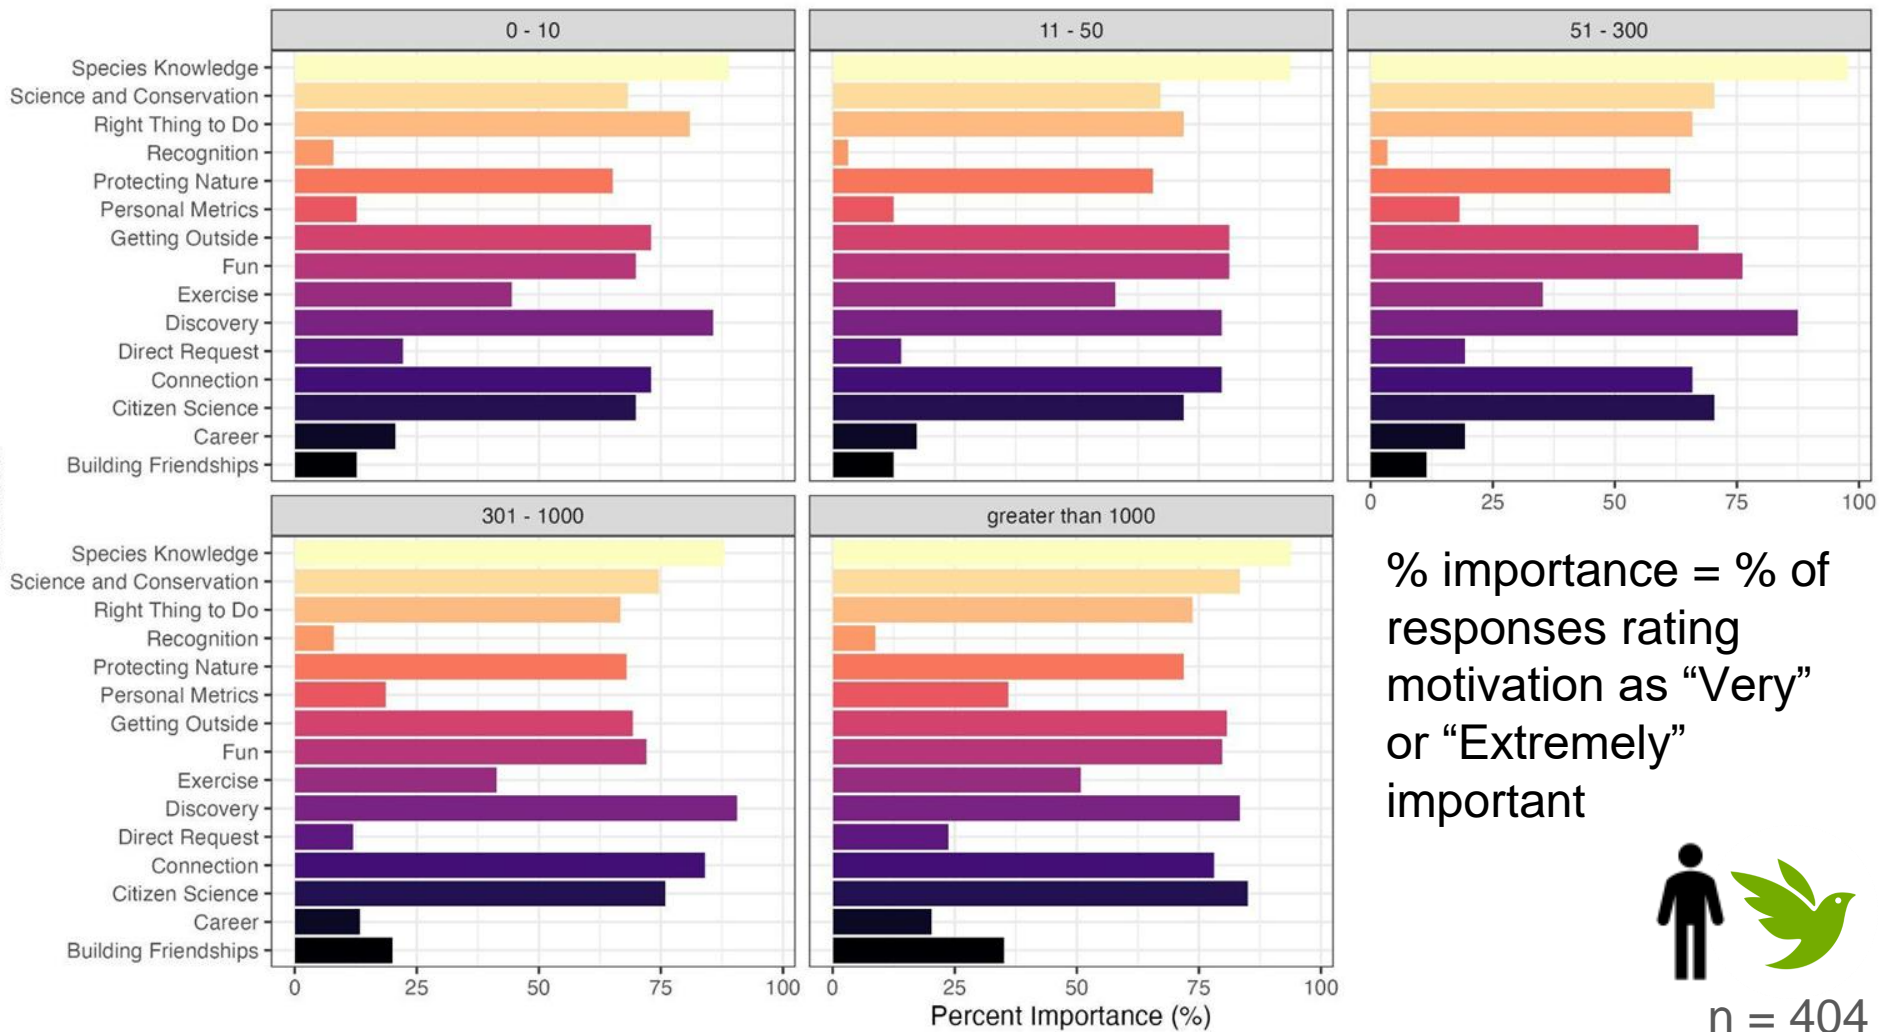 0 - 10
11 - 50
51 - 300
Species Knowledge
Science and Conservation
Right Thing to Do
Recognition
Protecting Nature
Personal Metrics
Getting Outside
Fun
Exercise
Discovery
Direct Request
Connection
Citizen Science
Career
Building Friendships
0 25 50 75 100
301 - 1000
greater than 1000
Species Knowledge
Science and Conservation
Right Thing to Do
Recognition
Protecting Nature
Personal Metrics
Getting Outside
Fun
Exercise
Discovery
Direct Request
Connection
Citizen Science
Career
Building Friendships
0 25 50 75 100
0 25 50 75 100
Percent Importance (%)
% importance = % of
responses rating
motivation as “Very”
or “Extremely”
important
n = 404